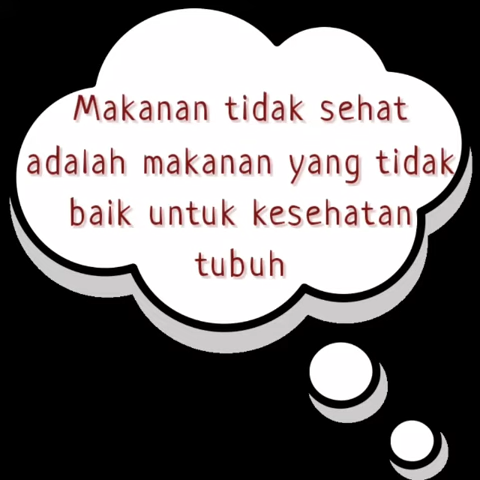 Makanan tidak sehat
adalah makanan yang tidak
baik untuk kesehatan
tubuh